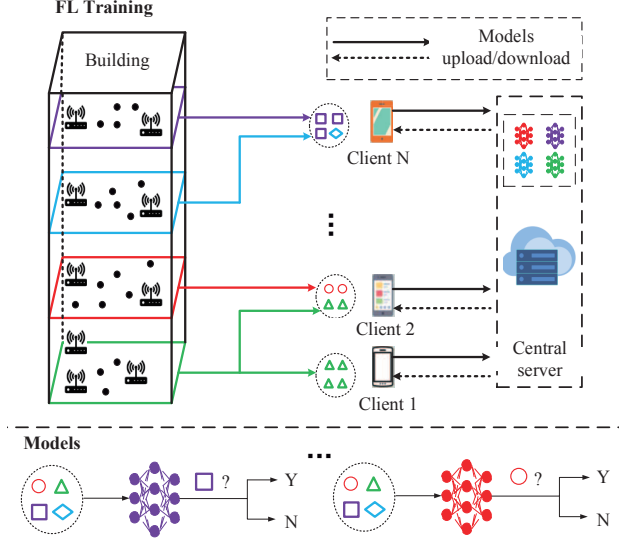 FL Training
Building
Models
upload/download
Client N
...
Client 2
Client 1
Central
server
Models
...
? Y
N
? Y
N